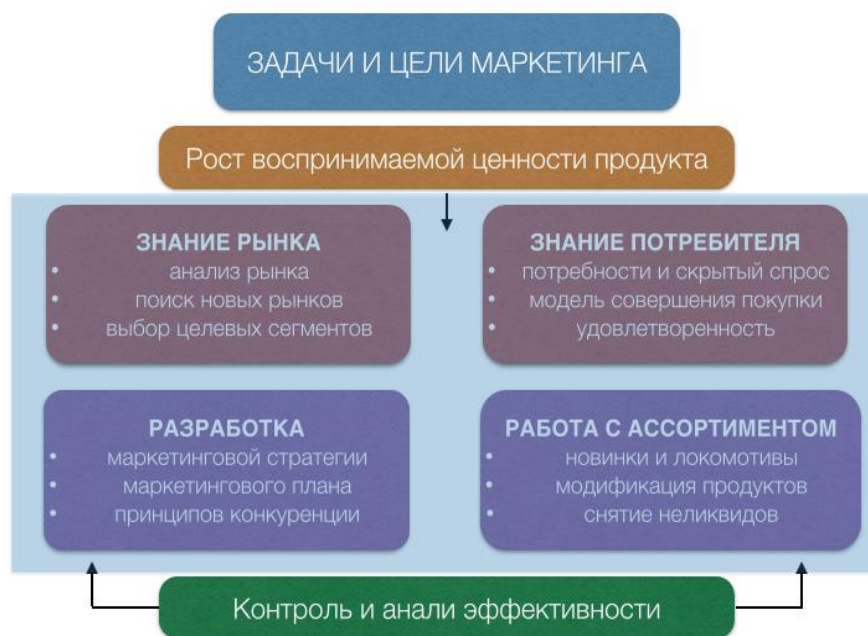 ЗАДАЧИ И ЦЕЛИ МАРКЕТИНГА
Рост воспринимаемой ценности продукта
ЗНАНИЕ РЫНКА
• анализ рынка
• поиск новых рынков
• выбор целевых сегментов
ЗНАНИЕ ПОТРЕБИТЕЛЯ
• потребности и скрытый спрос
• модель совершения покупки
• удовлетворенность
РАЗРАБОТКА
• маркетинговой стратегии
• маркетингового плана
• принципов конкуренции
РАБОТА С АССОРТИМЕНТОМ
• новинки и локомотивы
• модификация продуктов
• снятие неликвидов
Контроль и анали эффективности